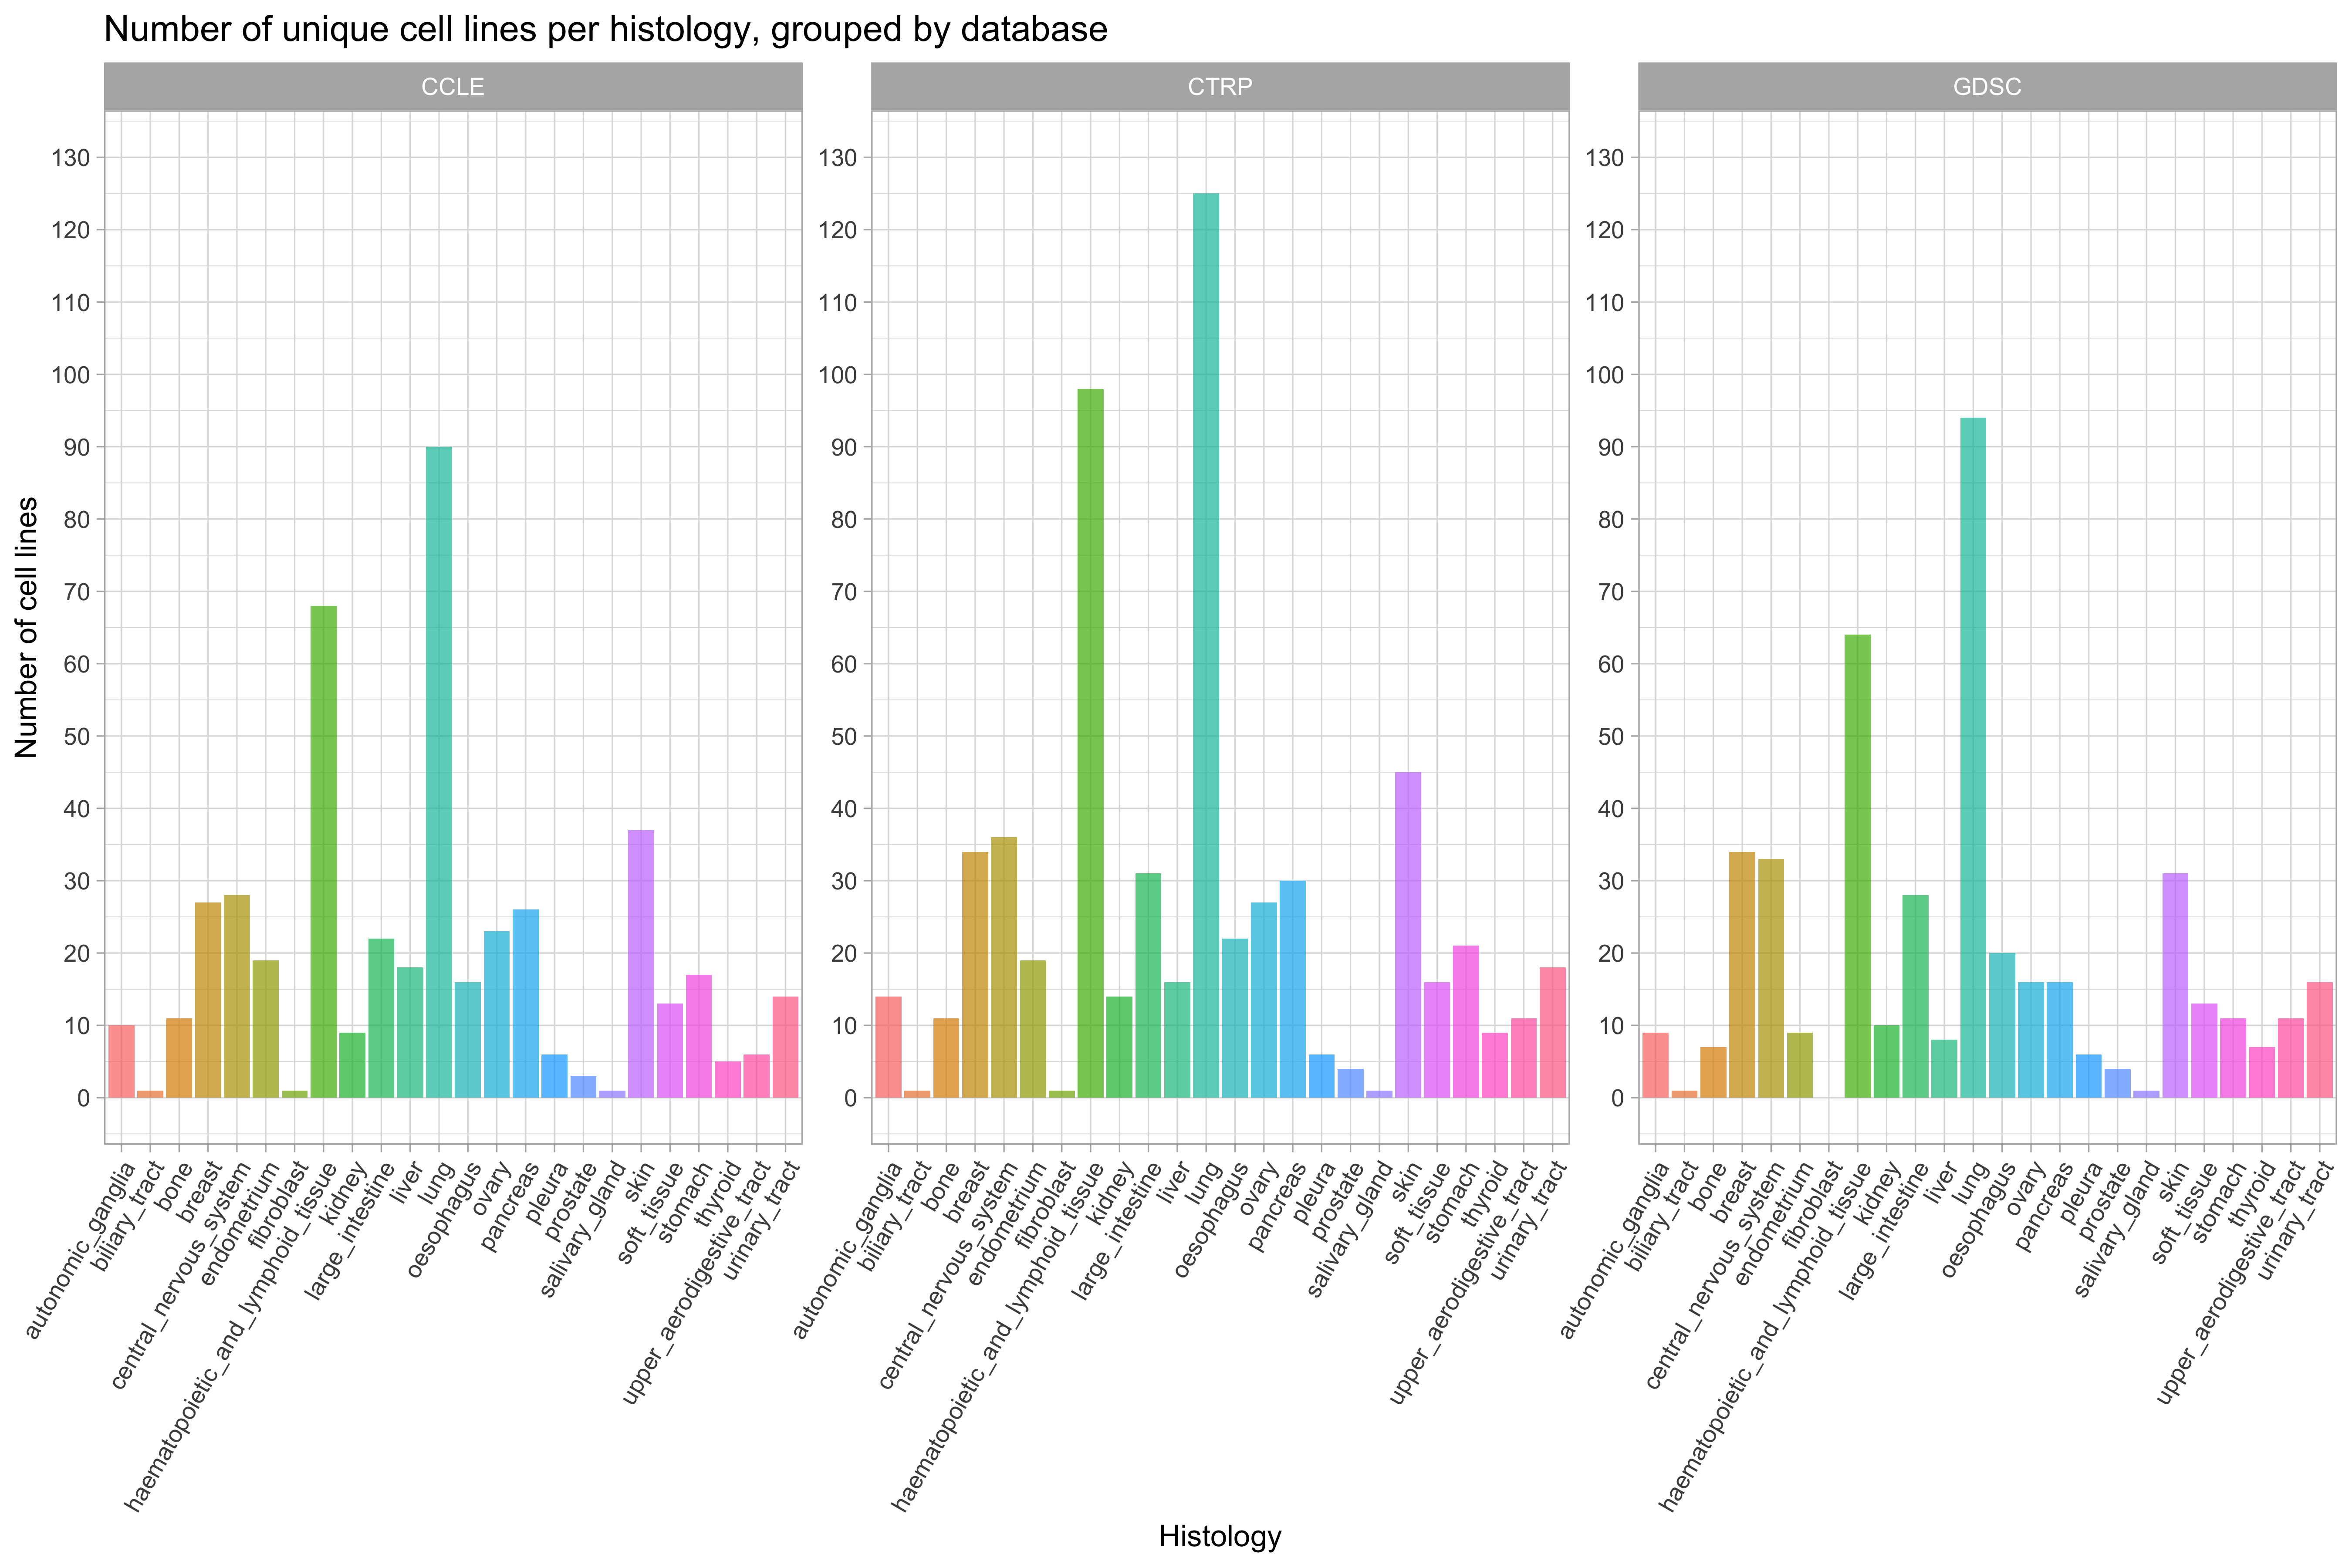 Number of unique cell lines per histology, grouped by database
CCLE
CTRP
GDSC
Number of cell lines
130
120
110
100
90
80
70
60
50
40
30
20
10
0
130
120
110
100
90
80
70
60
50
40
30
20
10
0
130
120
110
100
90
80
70
60
50
40
30
20
10
0
autonomic_ganglia
biliary_tract
bone
breast
central_nervous_system
endometrium
fibroblast
haematopoietic_and_lymphoid_tissue
kidney
large_intestine
liver
lung
oesophagus
ovary
pancreas
pleura
prostate
salivary_gland
skin
soft_tissue
stomach
thyroid
upper_aerodigestive_tract
urinary_tract
autonomic_ganglia
biliary_tract
bone
breast
central_nervous_system
endometrium
fibroblast
haematopoietic_and_lymphoid_tissue
kidney
large_intestine
liver
lung
oesophagus
ovary
pancreas
pleura
prostate
salivary_gland
skin
soft_tissue
stomach
thyroid
upper_aerodigestive_tract
urinary_tract
autonomic_ganglia
biliary_tract
bone
breast
central_nervous_system
endometrium
fibroblast
haematopoietic_and_lymphoid_tissue
kidney
large_intestine
liver
lung
oesophagus
ovary
pancreas
pleura
prostate
salivary_gland
skin
soft_tissue
stomach
thyroid
upper_aerodigestive_tract
urinary_tract
Histology